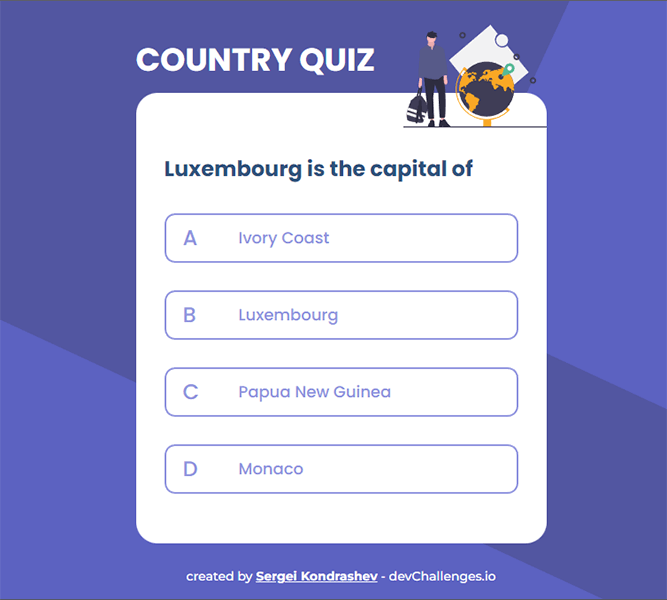 COUNTRY QUIZ
Luxembourg is the capital of
A Ivory Coast
B Luxembourg
C Papua New Guinea
D Monaco
created by Sergei Kondrashev - devChallenges.io